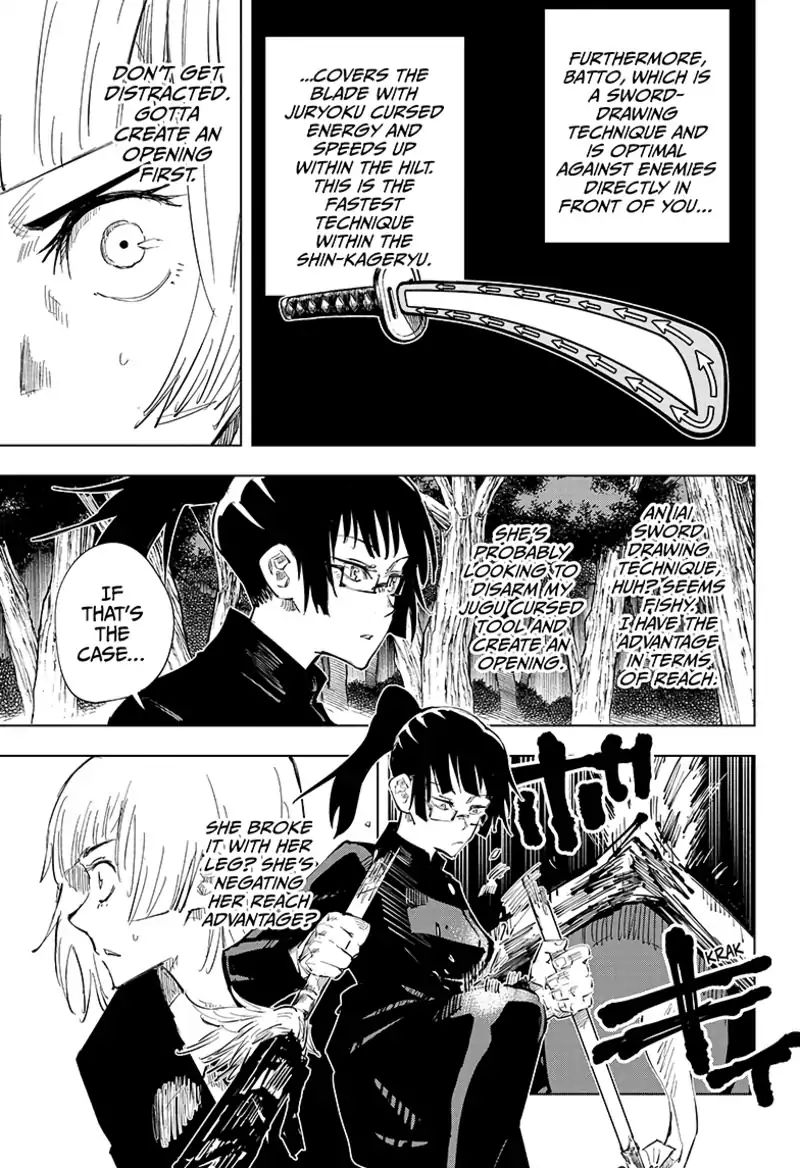 FURTHERMORE,
BATTO, WHICH IS
A SWORD-
DRAWING
TECHNIQUE AND
IS OPTIMAL
AGAINST ENEMIES
DIRECTLY IN
FRONT OF YOU...
...COVERS THE
BLADE WITH
JURYOKU CURSED
ENERGY AND
SPEEDS UP
WITHIN THE HILT.
THIS IS THE
FASTEST
TECHNIQUE
WITHIN THE
SHIN-KAGERYU.
DON'T GET
DISTRACTED.
GOTTA
CREATE AN
OPENING
FIRST.
AN IAI
SWORD
DRAWING
TECHNIQUE,
HUH? SEEMS
FISHY.
I HAVE THE
ADVANTAGE
IN TERMS
OF REACH.
SHE'S
PROBABLY
LOOKING TO
DISARM MY
JUGU CURSED
TOOL AND
CREATE AN
OPENING.
IF
THAT'S
THE
CASE...
バキッ
KRAK
SHE BROKE
IT WITH HER
LEG? SHE'S
NEGATING
HER REACH
ADVANTAGE?